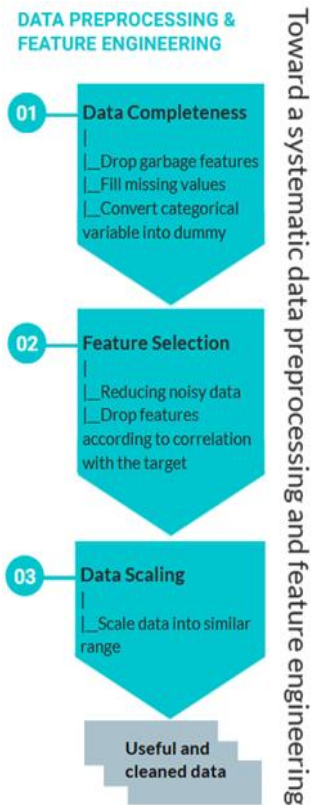 DATA PREPROCESSING &
FEATURE ENGINEERING
01
Data Completeness
|
|__Drop garbage features
|__Fill missing values
|__Convert categorical
variable into dummy
02
Feature Selection
|
|__Reducing noisy data
|__Drop features
according to correlation
with the target
03
Data Scaling
|
|__Scale data into similar
range
Useful and
cleaned data
Toward a systematic data preprocessing and feature engineering